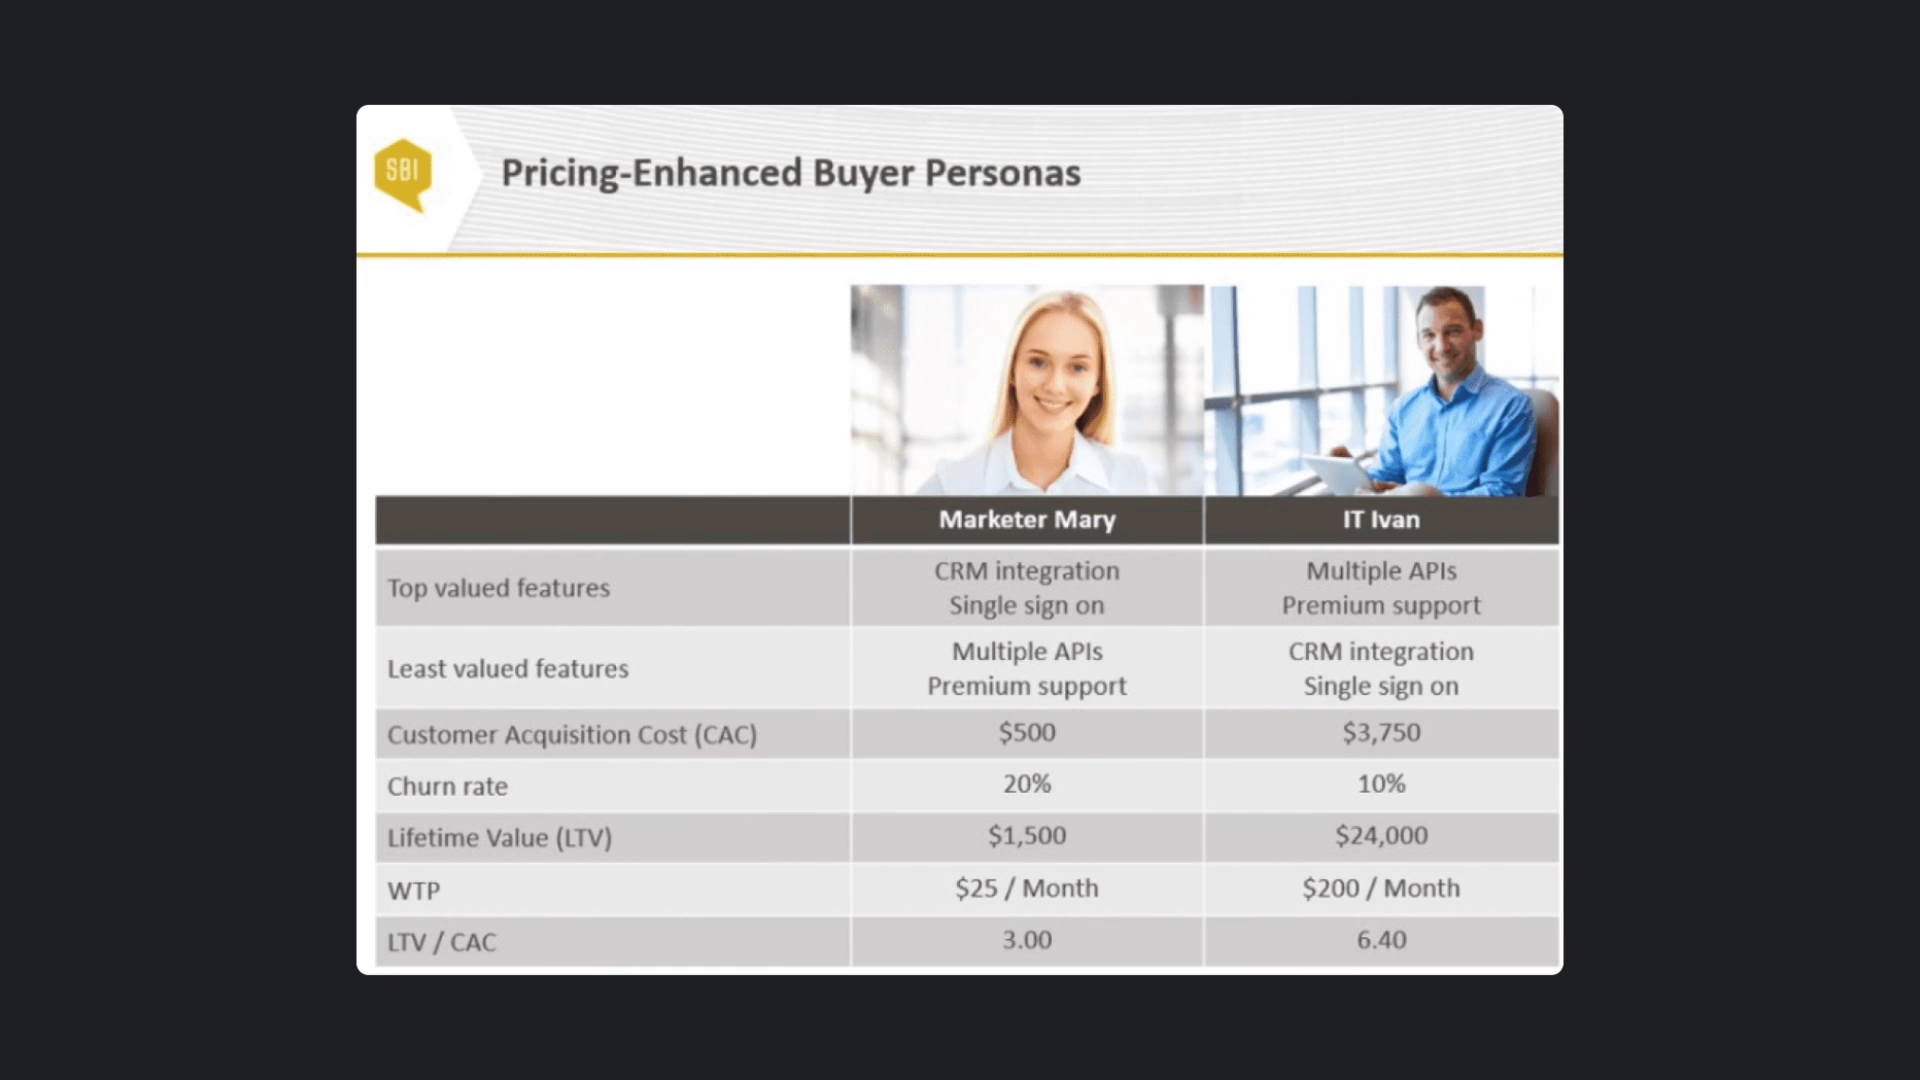 SBI
Pricing-Enhanced Buyer Personas
Marketer Mary
IT Ivan
Top valued features
CRM integration
Single sign on
Multiple APIs
Premium support
Least valued features
Multiple APIs
Premium support
CRM integration
Single sign on
Customer Acquisition Cost (CAC)
$500
$3,750
Churn rate
20%
10%
Lifetime Value (LTV)
$1,500
$24,000
WTP
$25 / Month
$200 / Month
LTV / CAC
3.00
6.40